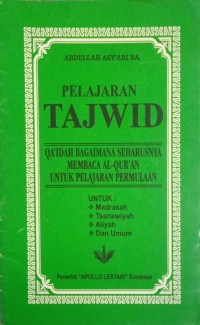 ABDULLAH ASY'ARI BA.
PELAJARAN
TAJWID
QA'IDAH BAGAIMANA SEHARUSNYA
MEMBACA AL-QUR'AN
UNTUK PELAJARAN PERMULAAN
UNTUK :
❖ Madrasah
❖ Tsanawiyah
❖ Aliyah
❖ Dan Umum
Penerbit "APOLLO LESTARI" Surabaya